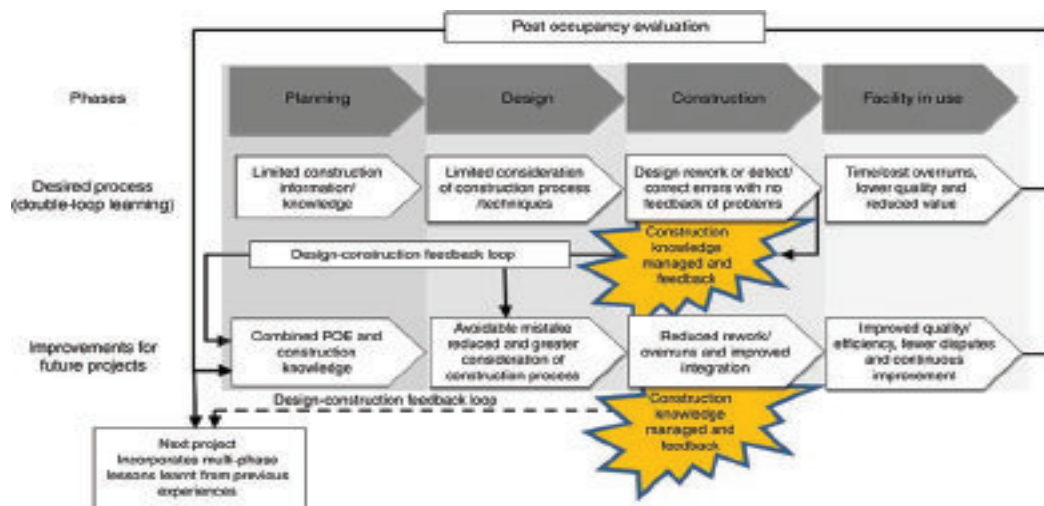 Post occupancy evaluation
Phases
Planning
Design
Construction
Facility in use
Desired process
(double-loop learning)
Limited construction
information/
knowledge
Limited consideration
of construction process
/techniques
Design rework or detect/
correct errors with no
feedback of problems
Time/cost overruns,
lower quality and
reduced value
Construction
knowledge
managed and
feedback
Design-construction feedback loop
Improvements for
future projects
Combined POE and
construction
knowledge
Avoidable mistake
reduced and greater
consideration of
construction process
Reduced rework/
overruns and improved
integration
Improved quality/
efficiency, fewer disputes
and continuous
improvement
Design-construction feedback loop
Construction
knowledge
managed and
feedback
Next project
Incorporates multi-phase
lessons learnt from previous
experiences